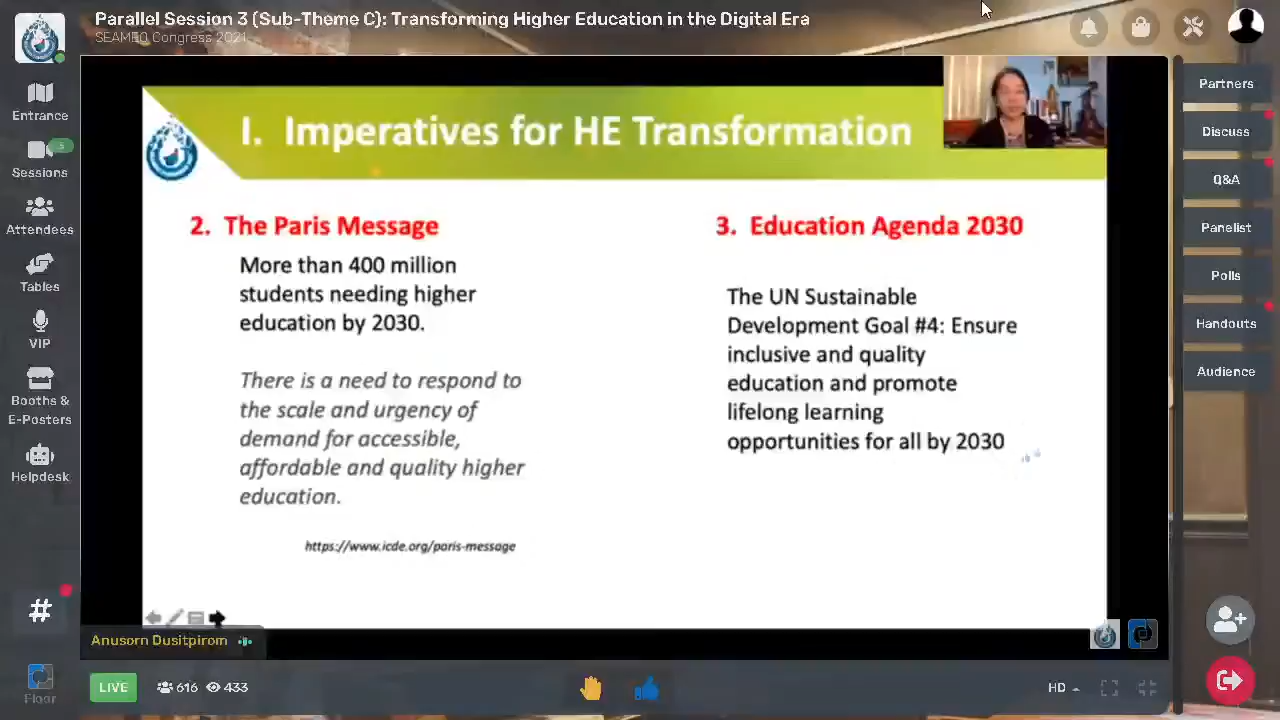 Parallel Session 3 (Sub-Theme C): Transforming Higher Education in the Digital Era
SEAMEO Congress 2021
Entrance
5
Sessions
Attendees
Tables
VIP
Booths &
E-Posters
Helpdesk
#
Floor
I. Imperatives for HE Transformation
2. The Paris Message
More than 400 million
students needing higher
education by 2030.
There is a need to respond to
the scale and urgency of
demand for accessible,
affordable and quality higher
education.
https://www.icde.org/paris-message
3. Education Agenda 2030
The UN Sustainable
Development Goal #4: Ensure
inclusive and quality
education and promote
lifelong learning
opportunities for all by 2030
Anusorn Dusitpirom
LIVE
616
433
HD
Partners
Discuss
Q&A
Panelist
Polls
Handouts
Audience